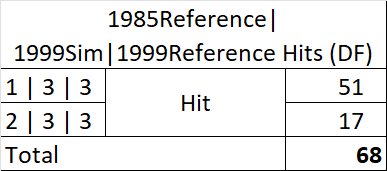 1985Reference|
1999Sim|1999Reference Hits (DF)
1 | 3 | 3 Hit 51
2 | 3 | 3 17
Total 68